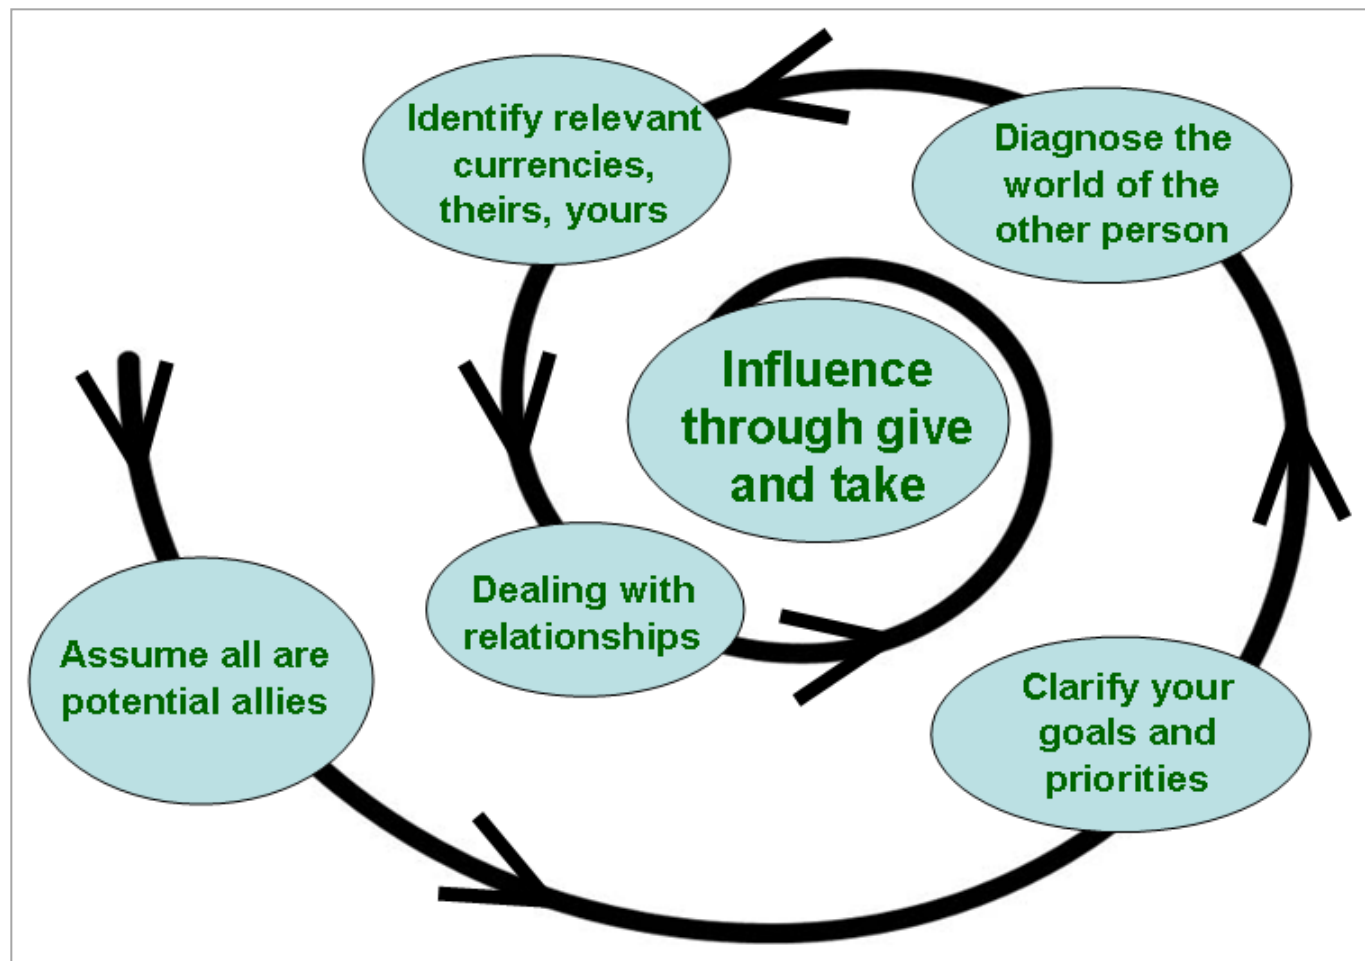 Identify relevant
currencies,
theirs, yours
Diagnose the
world of the
other person
Influence
through give
and take
Dealing with
relationships
Assume all are
potential allies
Clarify your
goals and
priorities